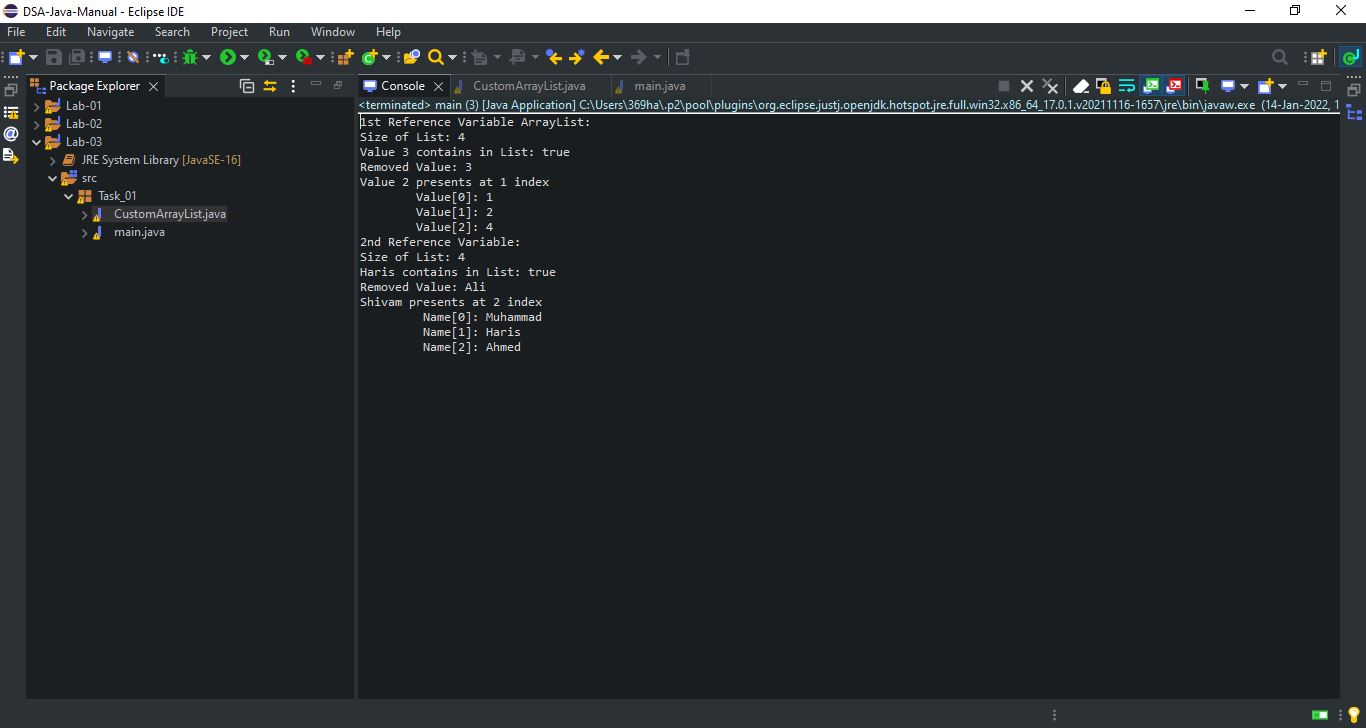 DSA-Java-Manual - Eclipse IDE
File Edit Navigate Search Project Run Window Help
Package Explorer
Lab-01
Lab-02
Lab-03
JRE System Library [JavaSE-16]
src
Task_01
CustomArrayList.java
main.java
Console CustomArrayList.java main.java
<terminated> main (3) [Java Application] C:\Users\369ha\.p2\pool\plugins\org.eclipse.justj.openjdk.hotspot.jre.full.win32.x86_64_17.0.1.v20211116-1657\jre\bin\javaw.exe (14-Jan-2022, 1
1st Reference Variable ArrayList:
Size of List: 4
Value 3 contains in List: true
Removed Value: 3
Value 2 presents at 1 index
Value[0]: 1
Value[1]: 2
Value[2]: 4
2nd Reference Variable:
Size of List: 4
Haris contains in List: true
Removed Value: Ali
Shivam presents at 2 index
Name[0]: Muhammad
Name[1]: Haris
Name[2]: Ahmed